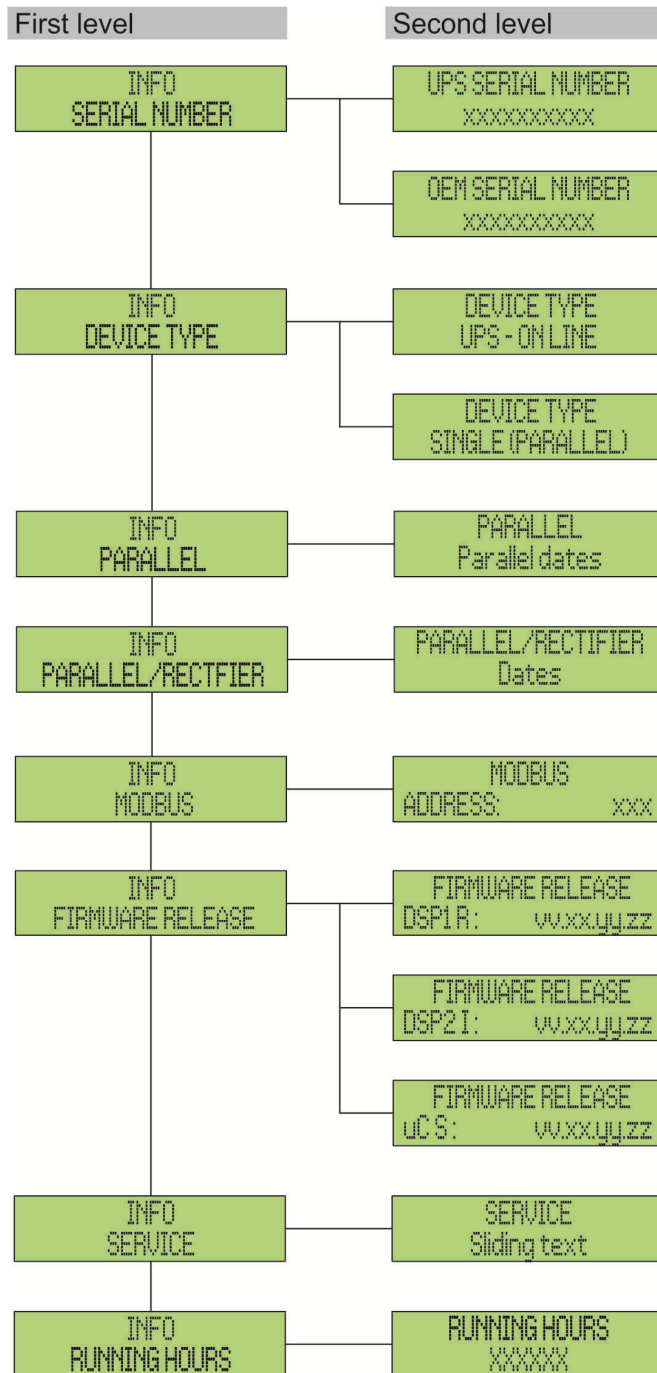 First level
Second level
INFO
SERIAL NUMBER
UPS SERIAL NUMBER
xxxxxxxxxx
OEM SERIAL NUMBER
xxxxxxxxxx
INFO
DEVICE TYPE
DEVICE TYPE
UPS - ON LINE
DEVICE TYPE
SINGLE (PARALLEL)
INFO
PARALLEL
PARALLEL
Parallel dates
INFO
PARALLEL/RECTFIER
PARALLEL/RECTIFIER
Dates
INFO
MODBUS
MODBUS
ADDRESS: xxx
INFO
FIRMWARE RELEASE
FIRMWARE RELEASE
DSP1 R: vv.xx.yy.zz
FIRMWARE RELEASE
DSP2 I: vv.xx.yy.zz
FIRMWARE RELEASE
uC S: vv.xx.yy.zz
INFO
SERVICE
SERVICE
Sliding text
INFO
RUNNING HOURS
RUNNING HOURS
XXXXXX